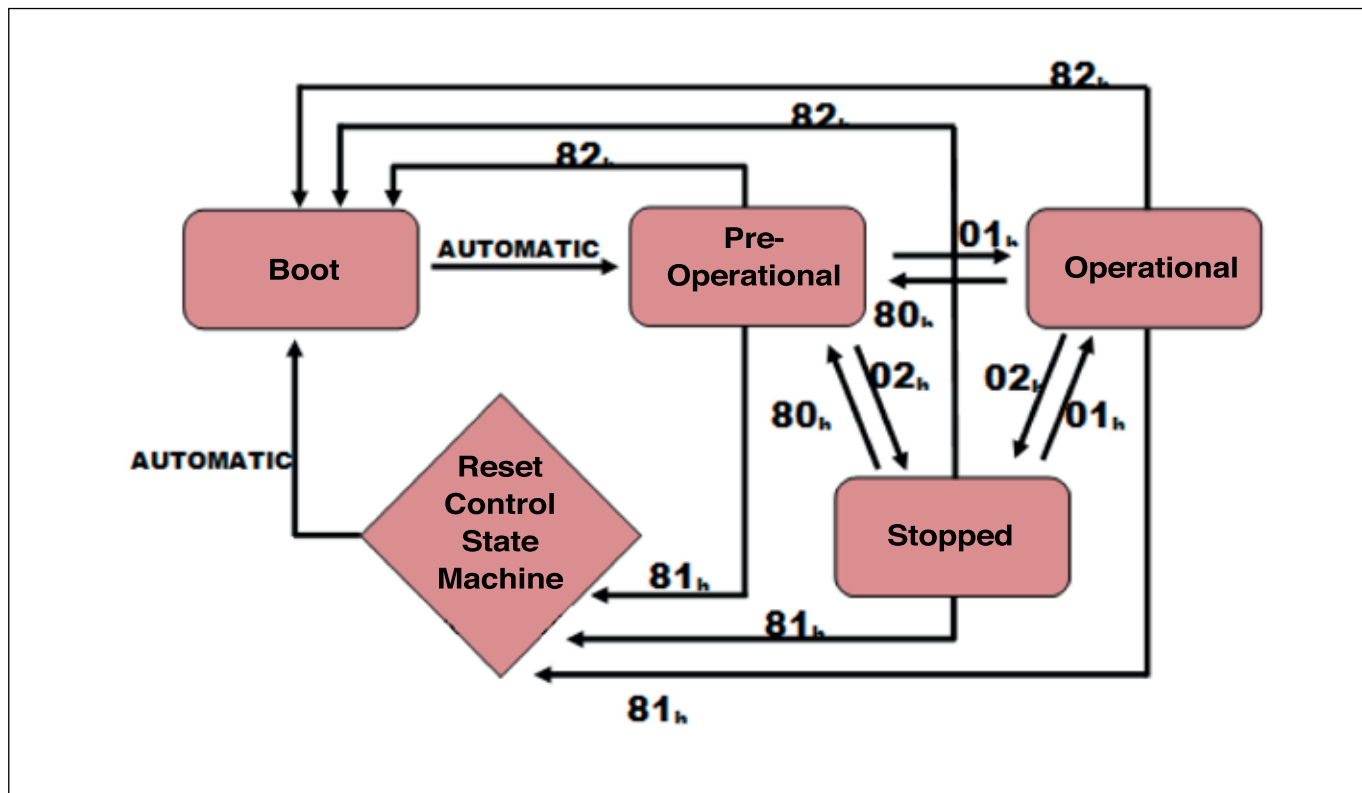 82h
82h
82h
Boot
AUTOMATIC
Pre-
Operational
01h
80h
Operational
02h
80h
02h
01h
AUTOMATIC
Reset
Control
State
Machine
Stopped
81h
81h
81h